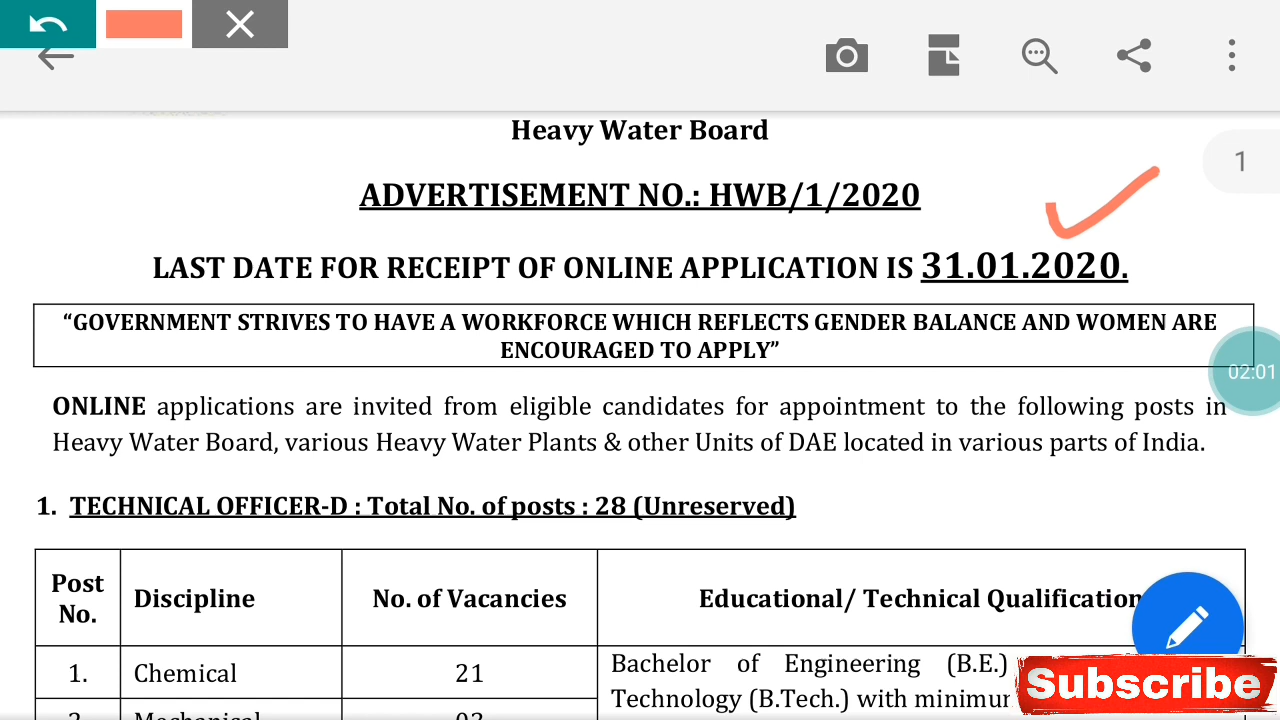 Heavy Water Board
1
ADVERTISEMENT NO.: HWB/1/2020
LAST DATE FOR RECEIPT OF ONLINE APPLICATION IS 31.01.2020.
“GOVERNMENT STRIVES TO HAVE A WORKFORCE WHICH REFLECTS GENDER BALANCE AND WOMEN ARE
ENCOURAGED TO APPLY”
02:01
ONLINE applications are invited from eligible candidates for appointment to the following posts in
Heavy Water Board, various Heavy Water Plants & other Units of DAE located in various parts of India.
1. TECHNICAL OFFICER-D : Total No. of posts : 28 (Unreserved)
Post
No.
Discipline
No. of Vacancies
Educational/ Technical Qualification
1.
Chemical
21
Bachelor of Engineering (B.E.)
Technology (B.Tech.) with minimum
Mechanical
Subscribe